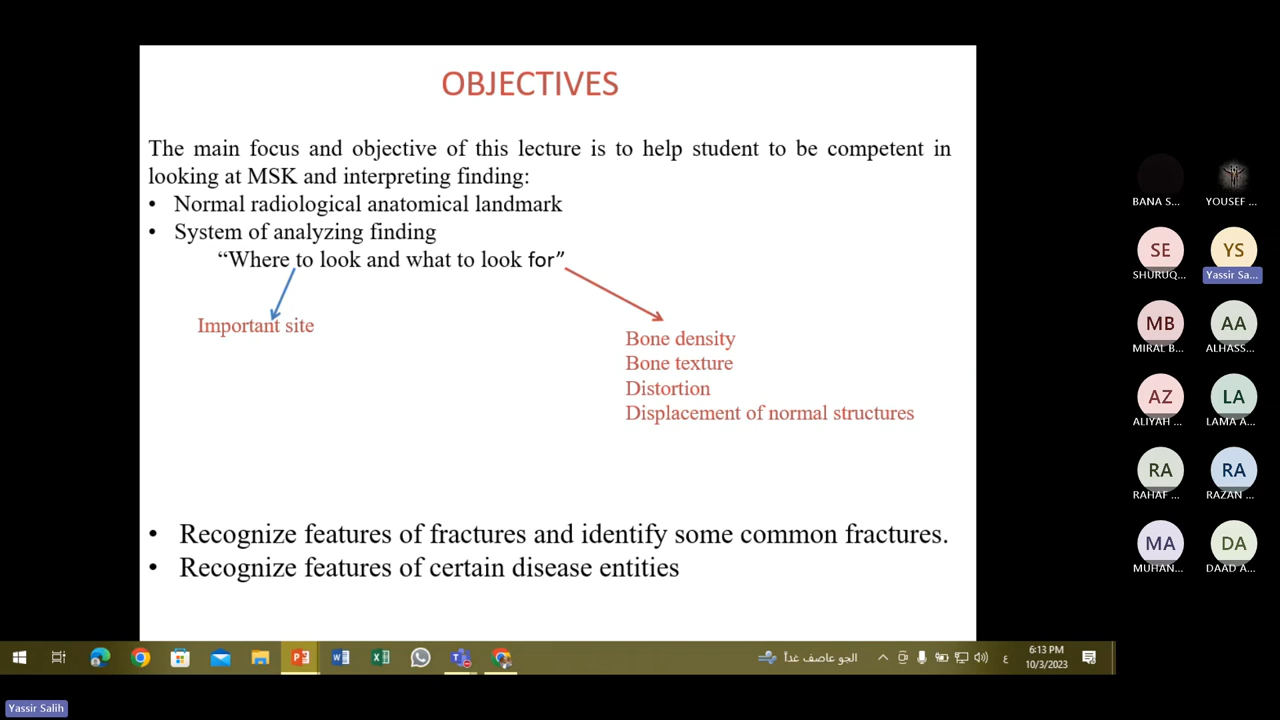 OBJECTIVES
The main focus and objective of this lecture is to help student to be competent in
looking at MSK and interpreting finding:
• Normal radiological anatomical landmark
• System of analyzing finding
“Where to look and what to look for”
Important site
Bone density
Bone texture
Distortion
Displacement of normal structures
• Recognize features of fractures and identify some common fractures.
• Recognize features of certain disease entities
BANA S...
YOUSEF ...
SE
YS
SHURUQ...
Yassir Sa...
MB
AA
MIRAL B...
ALHASS...
AZ
LA
ALIYAH ...
LAMA A...
RA
RA
RAHAF ...
RAZAN ...
MA
DA
MUHAN...
DAAD A...
الجو عاصف غداً
ع
6:13 PM
10/3/2023
Yassir Salih